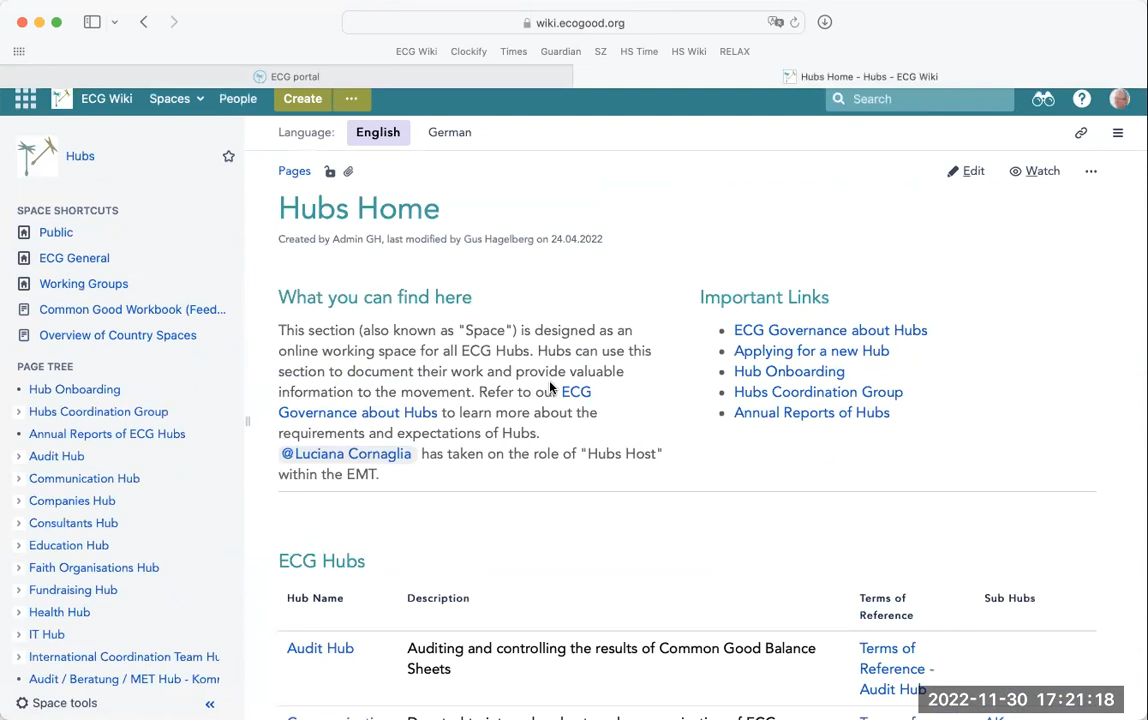 wiki.ecogood.org
ECG Wiki Clockify Times Guardian SZ HS Time HS Wiki RELAX
ECG portal
Hubs Home - Hubs - ECG Wiki
ECG Wiki Spaces People Create ··· Search
Language: English German
Hubs
Pages
Edit Watch
Hubs Home
Created by Admin GH, last modified by Gus Hagelberg on 24.04.2022
SPACE SHORTCUTS
Public
ECG General
Working Groups
Common Good Workbook (Feed...
Overview of Country Spaces
PAGE TREE
Hub Onboarding
Hubs Coordination Group
Annual Reports of ECG Hubs
Audit Hub
Communication Hub
Companies Hub
Consultants Hub
Education Hub
Faith Organisations Hub
Fundraising Hub
Health Hub
IT Hub
International Coordination Team Hu
Audit / Beratung / MET Hub - Komr
Space tools
What you can find here
This section (also known as "Space") is designed as an
online working space for all ECG Hubs. Hubs can use this
section to document their work and provide valuable
information to the movement. Refer to our ECG
Governance about Hubs to learn more about the
requirements and expectations of Hubs.
@Luciana Cornaglia has taken on the role of "Hubs Host"
within the EMT.
Important Links
ECG Governance about Hubs
Applying for a new Hub
Hub Onboarding
Hubs Coordination Group
Annual Reports of Hubs
ECG Hubs
Hub Name Description Terms of Reference Sub Hubs
Audit Hub
Auditing and controlling the results of Common Good Balance
Sheets
Terms of
Reference -
Audit Hub
2022-11-30 17:21:18